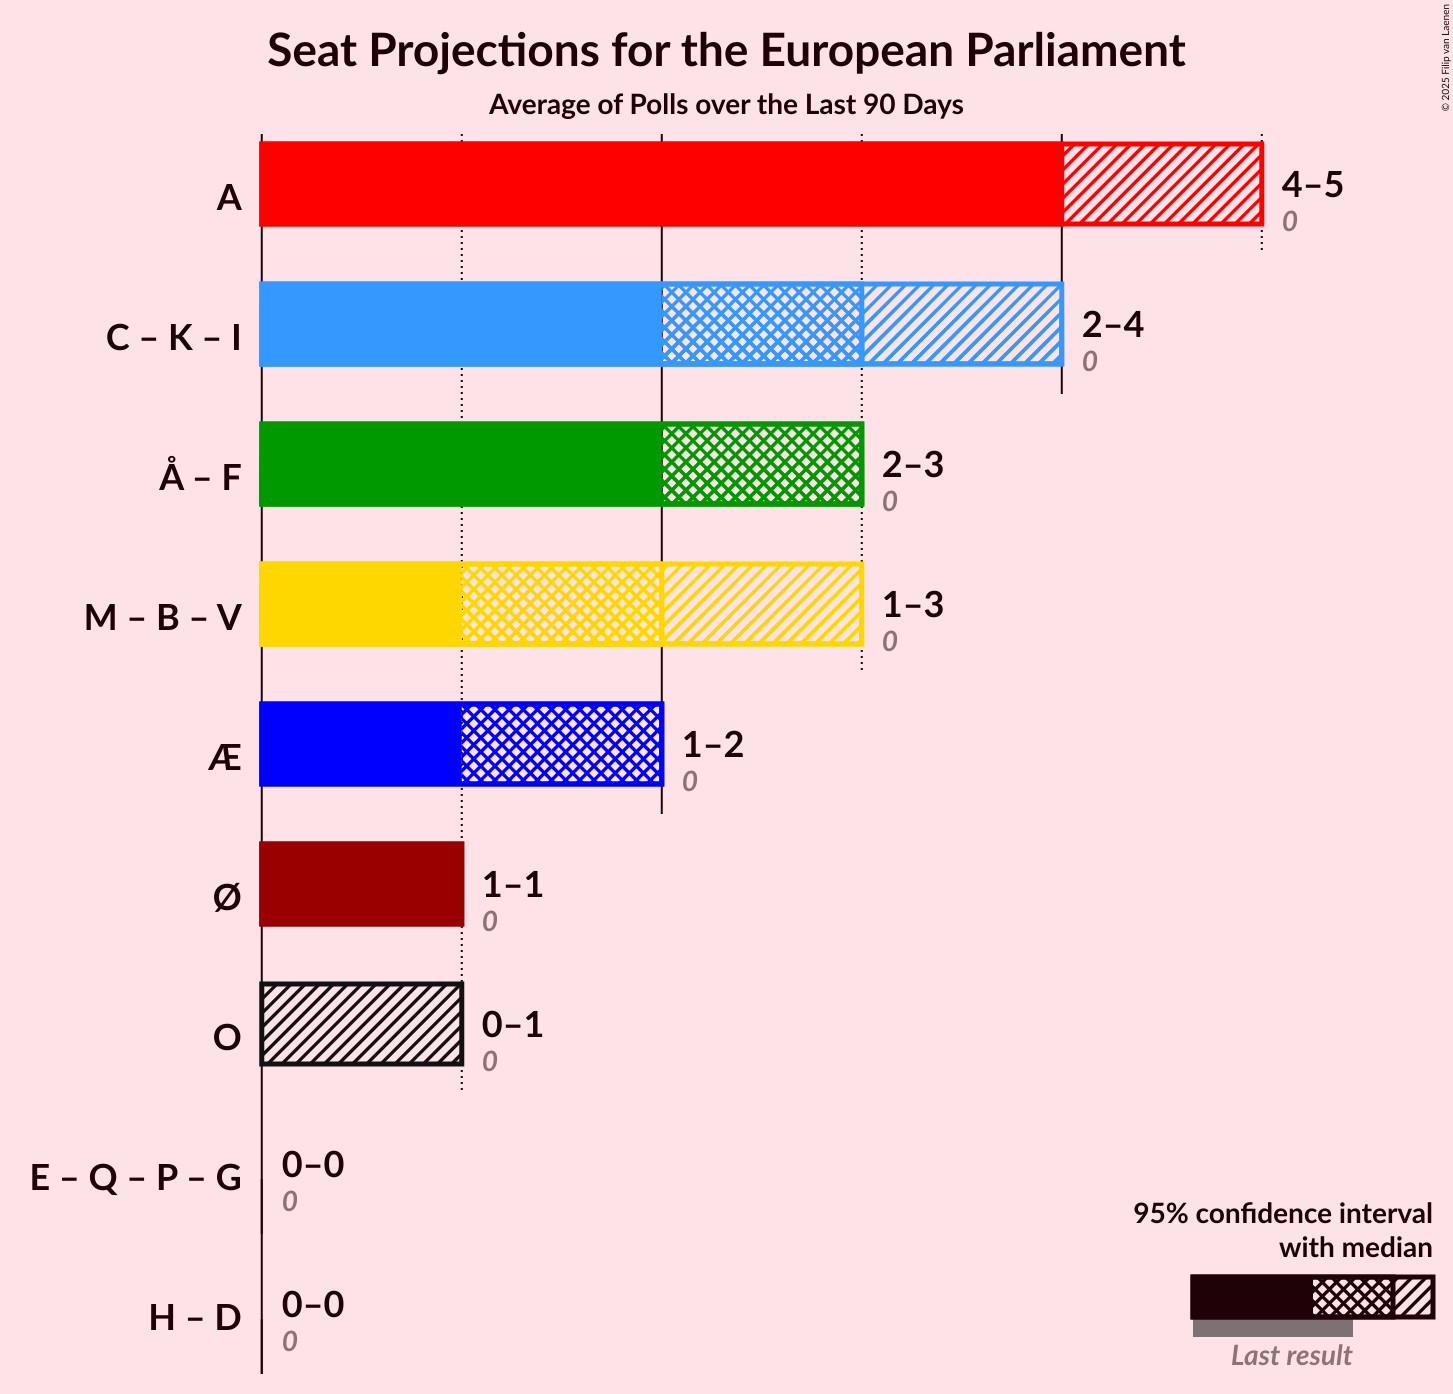 Seat Projections for the European Parliament
Average of Polls over the Last 90 Days
© 2025 Filip van Laenen
A
4–5
0
C – K – I
2–4
0
Å – F
2–3
0
M – B – V
1–3
0
Æ
1–2
0
Ø
1–1
0
O
0–1
0
E – Q – P – G
0–0
0
H – D
0–0
0
95% confidence interval
with median
Last result